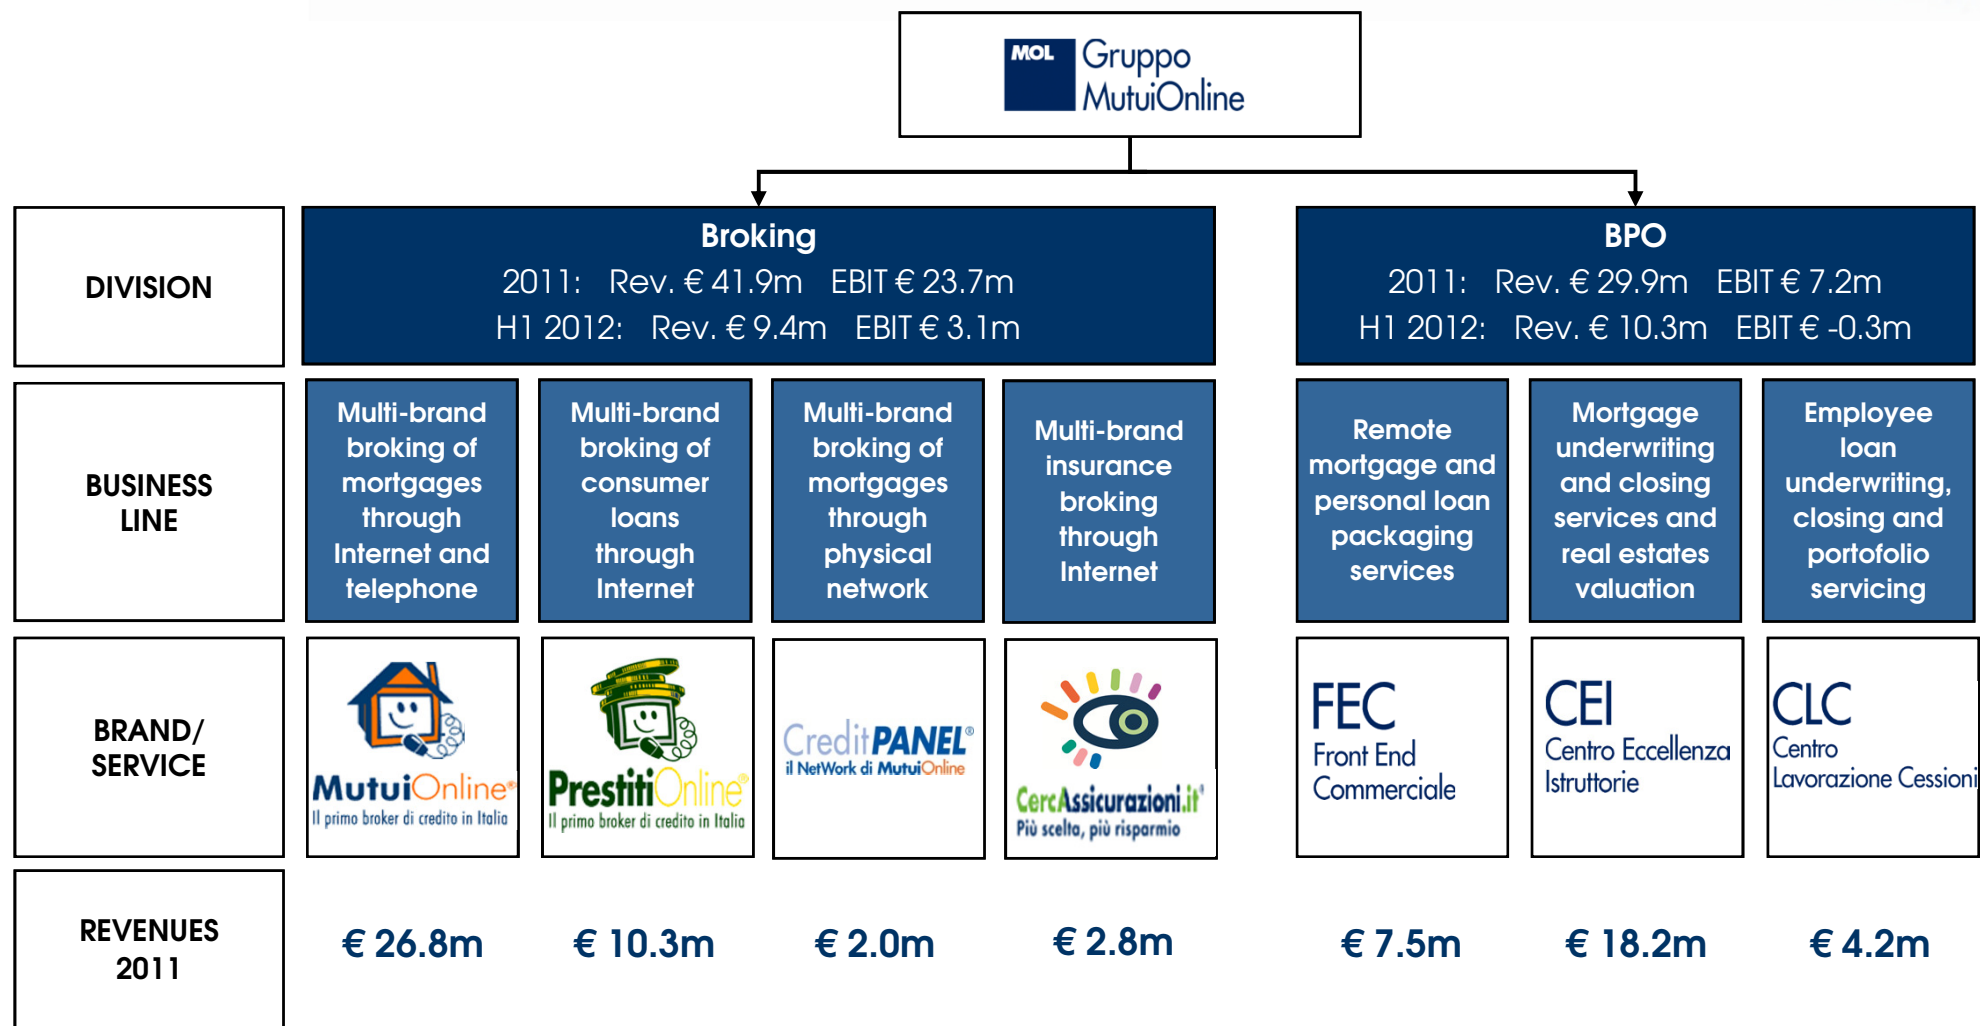 MOL Gruppo
MutuiOnline
DIVISION
Broking
2011: Rev. € 41.9m EBIT € 23.7m
H1 2012: Rev. € 9.4m EBIT € 3.1m
BPO
2011: Rev. € 29.9m EBIT € 7.2m
H1 2012: Rev. € 10.3m EBIT € -0.3m
BUSINESS
LINE
Multi-brand
broking of
mortgages
through
Internet and
telephone
Multi-brand
broking of
consumer
loans
through
Internet
Multi-brand
broking of
mortgages
through
physical
network
Multi-brand
insurance
broking
through
Internet
Remote
mortgage and
personal loan
packaging
services
Mortgage
underwriting
and closing
services and
real estates
valuation
Employee
loan
underwriting,
closing and
portofolio
servicing
BRAND/
SERVICE
MutuiOnline®
Il primo broker di credito in Italia
PrestitiOnline®
Il primo broker di credito in Italia
CreditPANEL®
il NetWork di MutuiOnline
CercAssicurazioni.it®
Più scelta, più risparmio
FEC
Front End
Commerciale
CEI
Centro Eccellenza
Istruttorie
CLC
Centro
Lavorazione Cessioni
REVENUES
2011
€ 26.8m
€ 10.3m
€ 2.0m
€ 2.8m
€ 7.5m
€ 18.2m
€ 4.2m